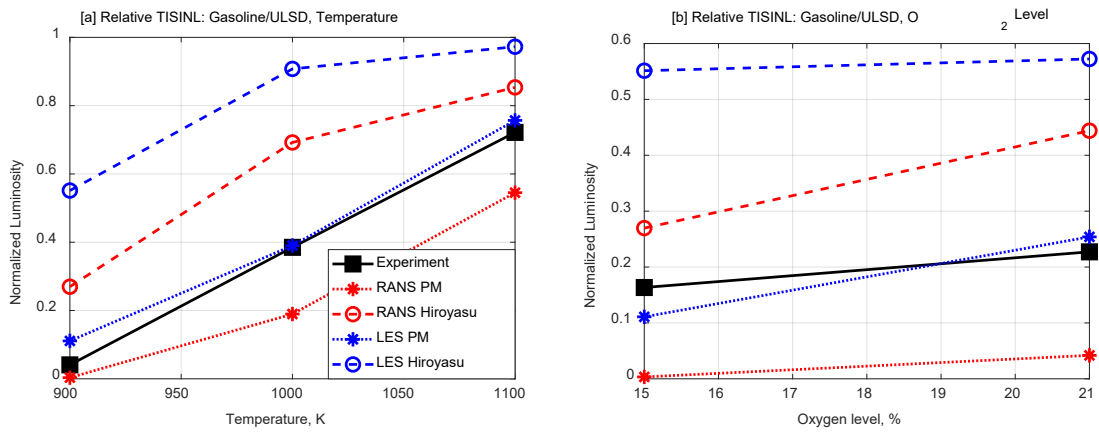 [a] Relative TISINL: Gasoline/ULSD, Temperature
1
0.8
0.6
0.4
0.2
0
Normalized Luminosity
900
950
1000
1050
1100
Temperature, K
Experiment
RANS PM
RANS Hiroyasu
LES PM
LES Hiroyasu
[b] Relative TISINL: Gasoline/ULSD, O2 Level
0.6
0.5
0.4
0.3
0.2
0.1
0
Normalized Luminosity
15
16
17
18
19
20
21
Oxygen level, %